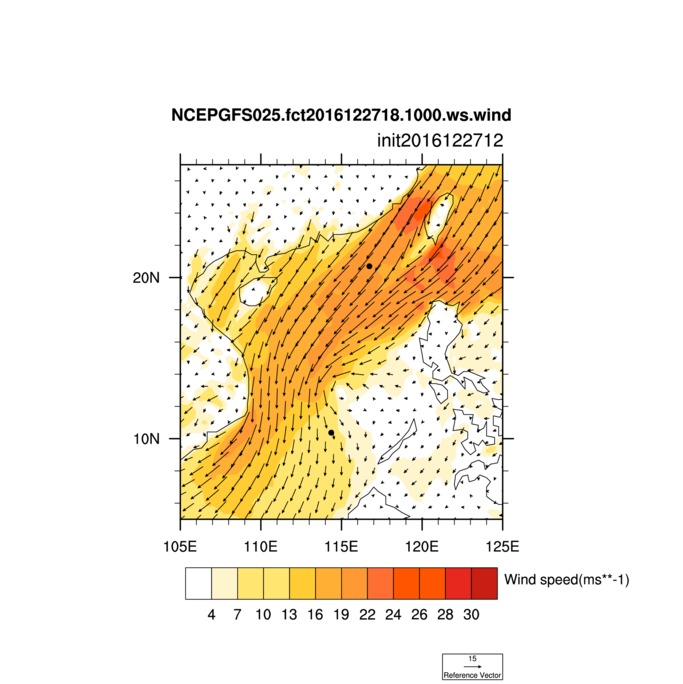 NCEPGFS025.fct2016122718.1000.ws.wind
init2016122712
20N
10N
105E 110E 115E 120E 125E
Wind speed(ms**-1)
4 7 10 13 16 19 22 24 26 28 30
15
Reference Vector